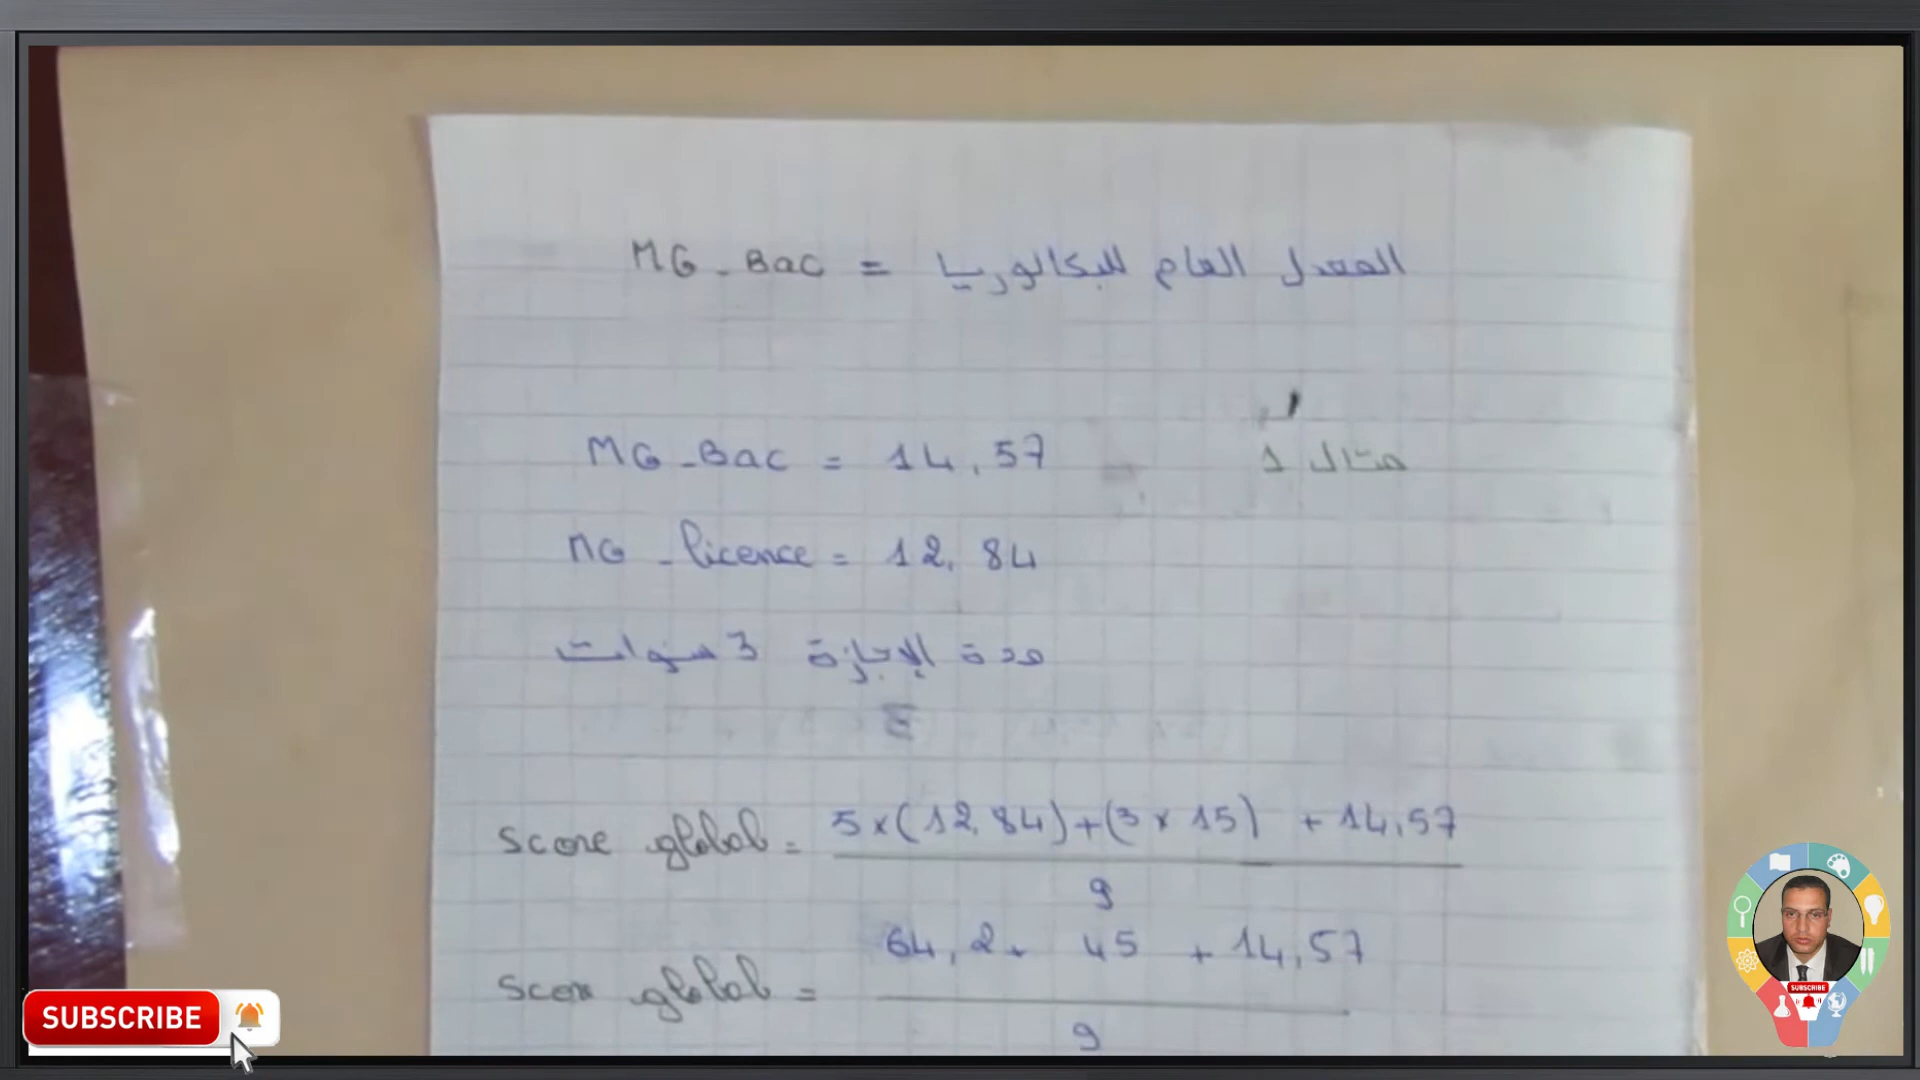 MG_Bac = المعدل العام للبكالوريا
مثال 1
MG_Bac = 14,57
MG_licence = 12,84
مدة الإجازة 3 سنوات
Score global = 5x(12,84)+(3x15) + 14,57
9
Score global = 64,2+ 45 + 14,57
9
SUBSCRIBE
SUBSCRIBE